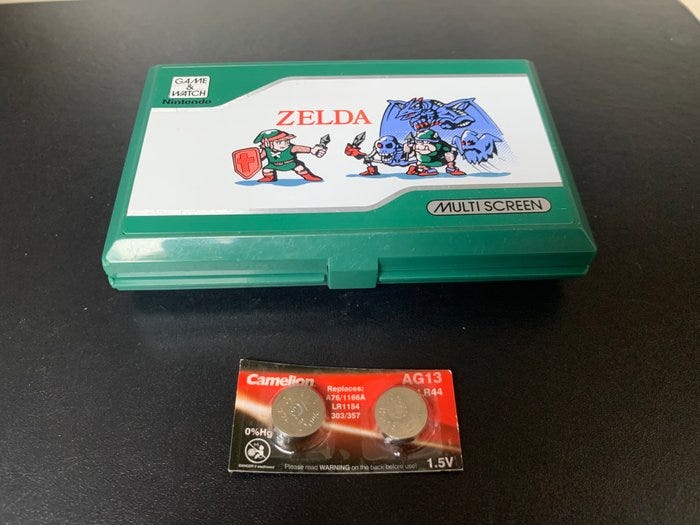 GAME
&
WATCH
Nintendo
ZELDA
MULTI SCREEN
Camelion
AG13
Replaces:
LR44
A76/1166A
LR1154
303/357
0%Hg
Please read WARNING on the back before use!
1.5V